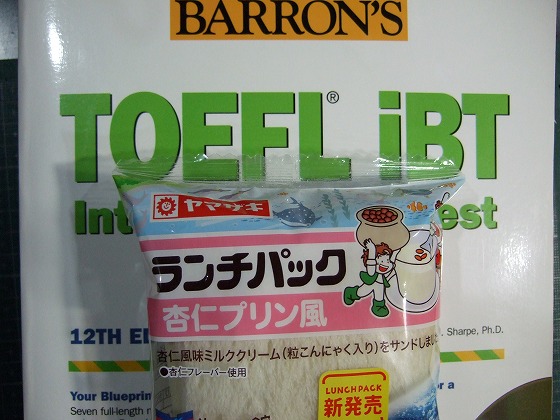 BARRON'S
TOEFL® iBT
Int est
ヤマザキ
ランチパック
杏仁プリン風
12TH
Sharpe, Ph.D.
杏仁風味ミルククリーム(粒こんにゃく入り)をサンドしまし
●杏仁フレーバー使用
Your Blueprin
for a
Seven full-length
LUNCH PACK
新発売